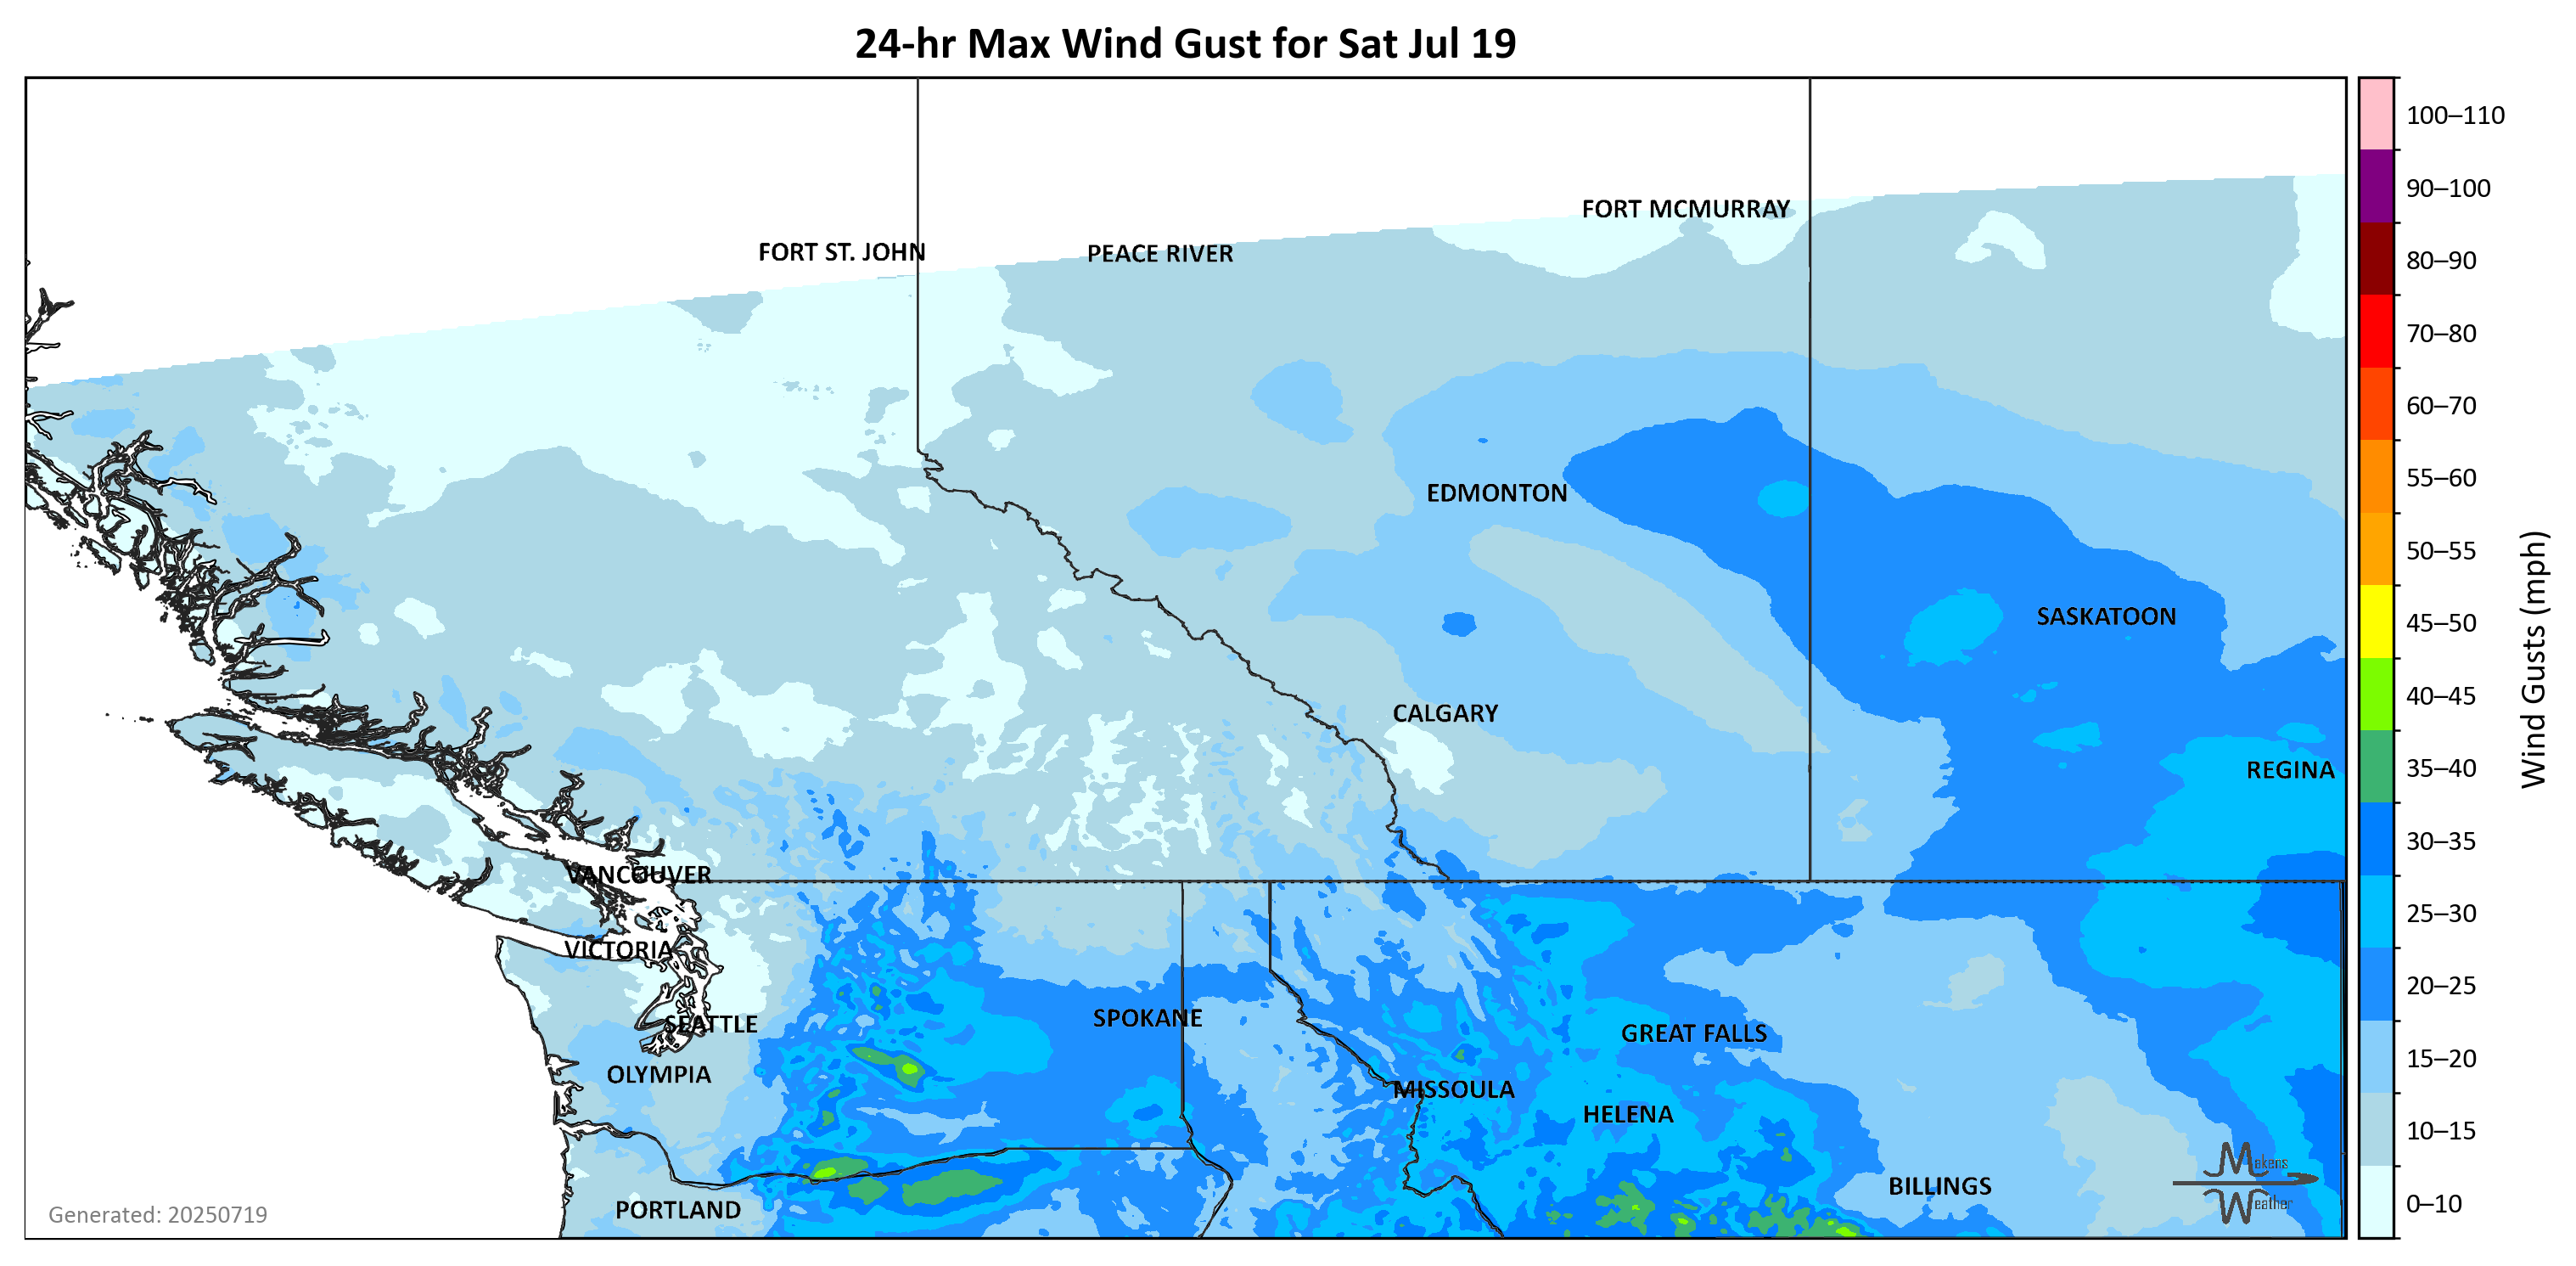 24-hr Max Wind Gust for Sat Jul 19
100–110
90–100
80–90
70–80
60–70
55–60
50–55
45–50
40–45
35–40
30–35
25–30
20–25
15–20
10–15
0–10
Wind Gusts (mph)
FORT MCMURRAY
FORT ST. JOHN
PEACE RIVER
EDMONTON
SASKATOON
CALGARY
REGINA
VANCOUVER
VICTORIA
SEATTLE
SPOKANE
GREAT FALLS
OLYMPIA
MISSOULA
HELENA
BILLINGS
PORTLAND
Makens
Weather
Generated: 20250719